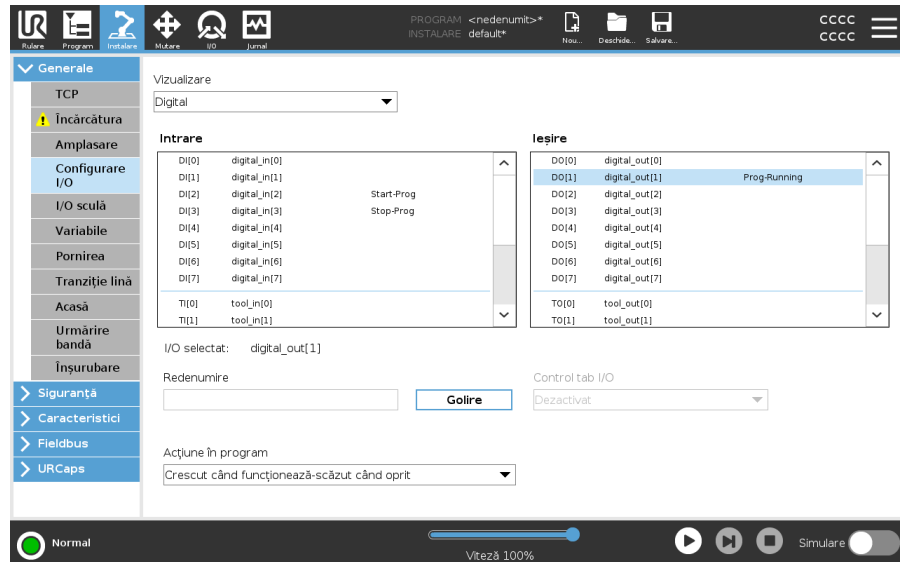 UR
Rulare Program Instalare Mutare I/O Jurnal
PROGRAM <nedenumit>*
INSTALARE default*
Nou... Deschide... Salvare...
cccc
cccc
Generale
TCP
Încărcătura
Amplasare
Configurare
I/O
I/O sculă
Variabile
Pornirea
Tranziție lină
Acasă
Urmărire
bandă
Înșurubare
Siguranță
Caracteristici
Fieldbus
URCaps
Vizualizare
Digital
Intrare
DI[0] digital_in[0]
DI[1] digital_in[1]
DI[2] digital_in[2] Start-Prog
DI[3] digital_in[3] Stop-Prog
DI[4] digital_in[4]
DI[5] digital_in[5]
DI[6] digital_in[6]
DI[7] digital_in[7]
TI[0] tool_in[0]
TI[1] tool_in[1]
Ieșire
DO[0] digital_out[0]
DO[1] digital_out[1] Prog-Running
DO[2] digital_out[2]
DO[3] digital_out[3]
DO[4] digital_out[4]
DO[5] digital_out[5]
DO[6] digital_out[6]
DO[7] digital_out[7]
TO[0] tool_out[0]
TO[1] tool_out[1]
I/O selectat: digital_out[1]
Redenumire
Golire
Control tab I/O
Dezactivat
Acțiune în program
Crescut când funcționează-scăzut când oprit
Normal
Viteză 100%
Simulare